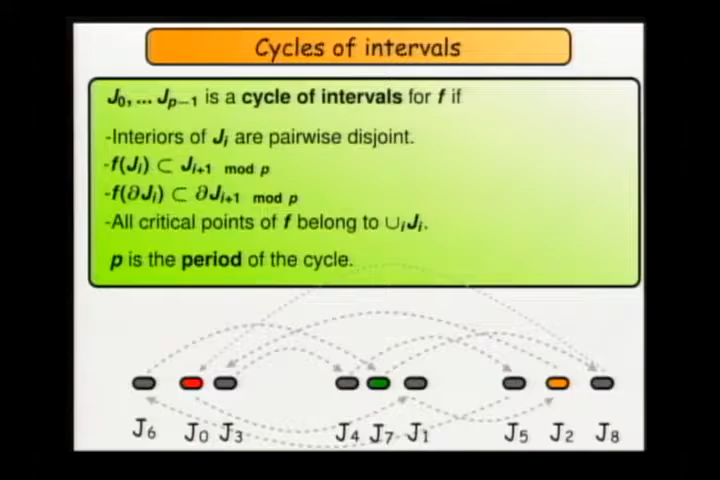 Cycles of intervals
J₀, ... Jₚ₋₁ is a cycle of intervals for f if
-Interiors of Jᵢ are pairwise disjoint.
-f(Jᵢ) ⊂ Jᵢ₊₁ mod p
-f(∂Jᵢ) ⊂ ∂Jᵢ₊₁ mod p
-All critical points of f belong to ∪ᵢJᵢ.
p is the period of the cycle.
J₆ J₀ J₃ J₄ J₇ J₁ J₅ J₂ J₈